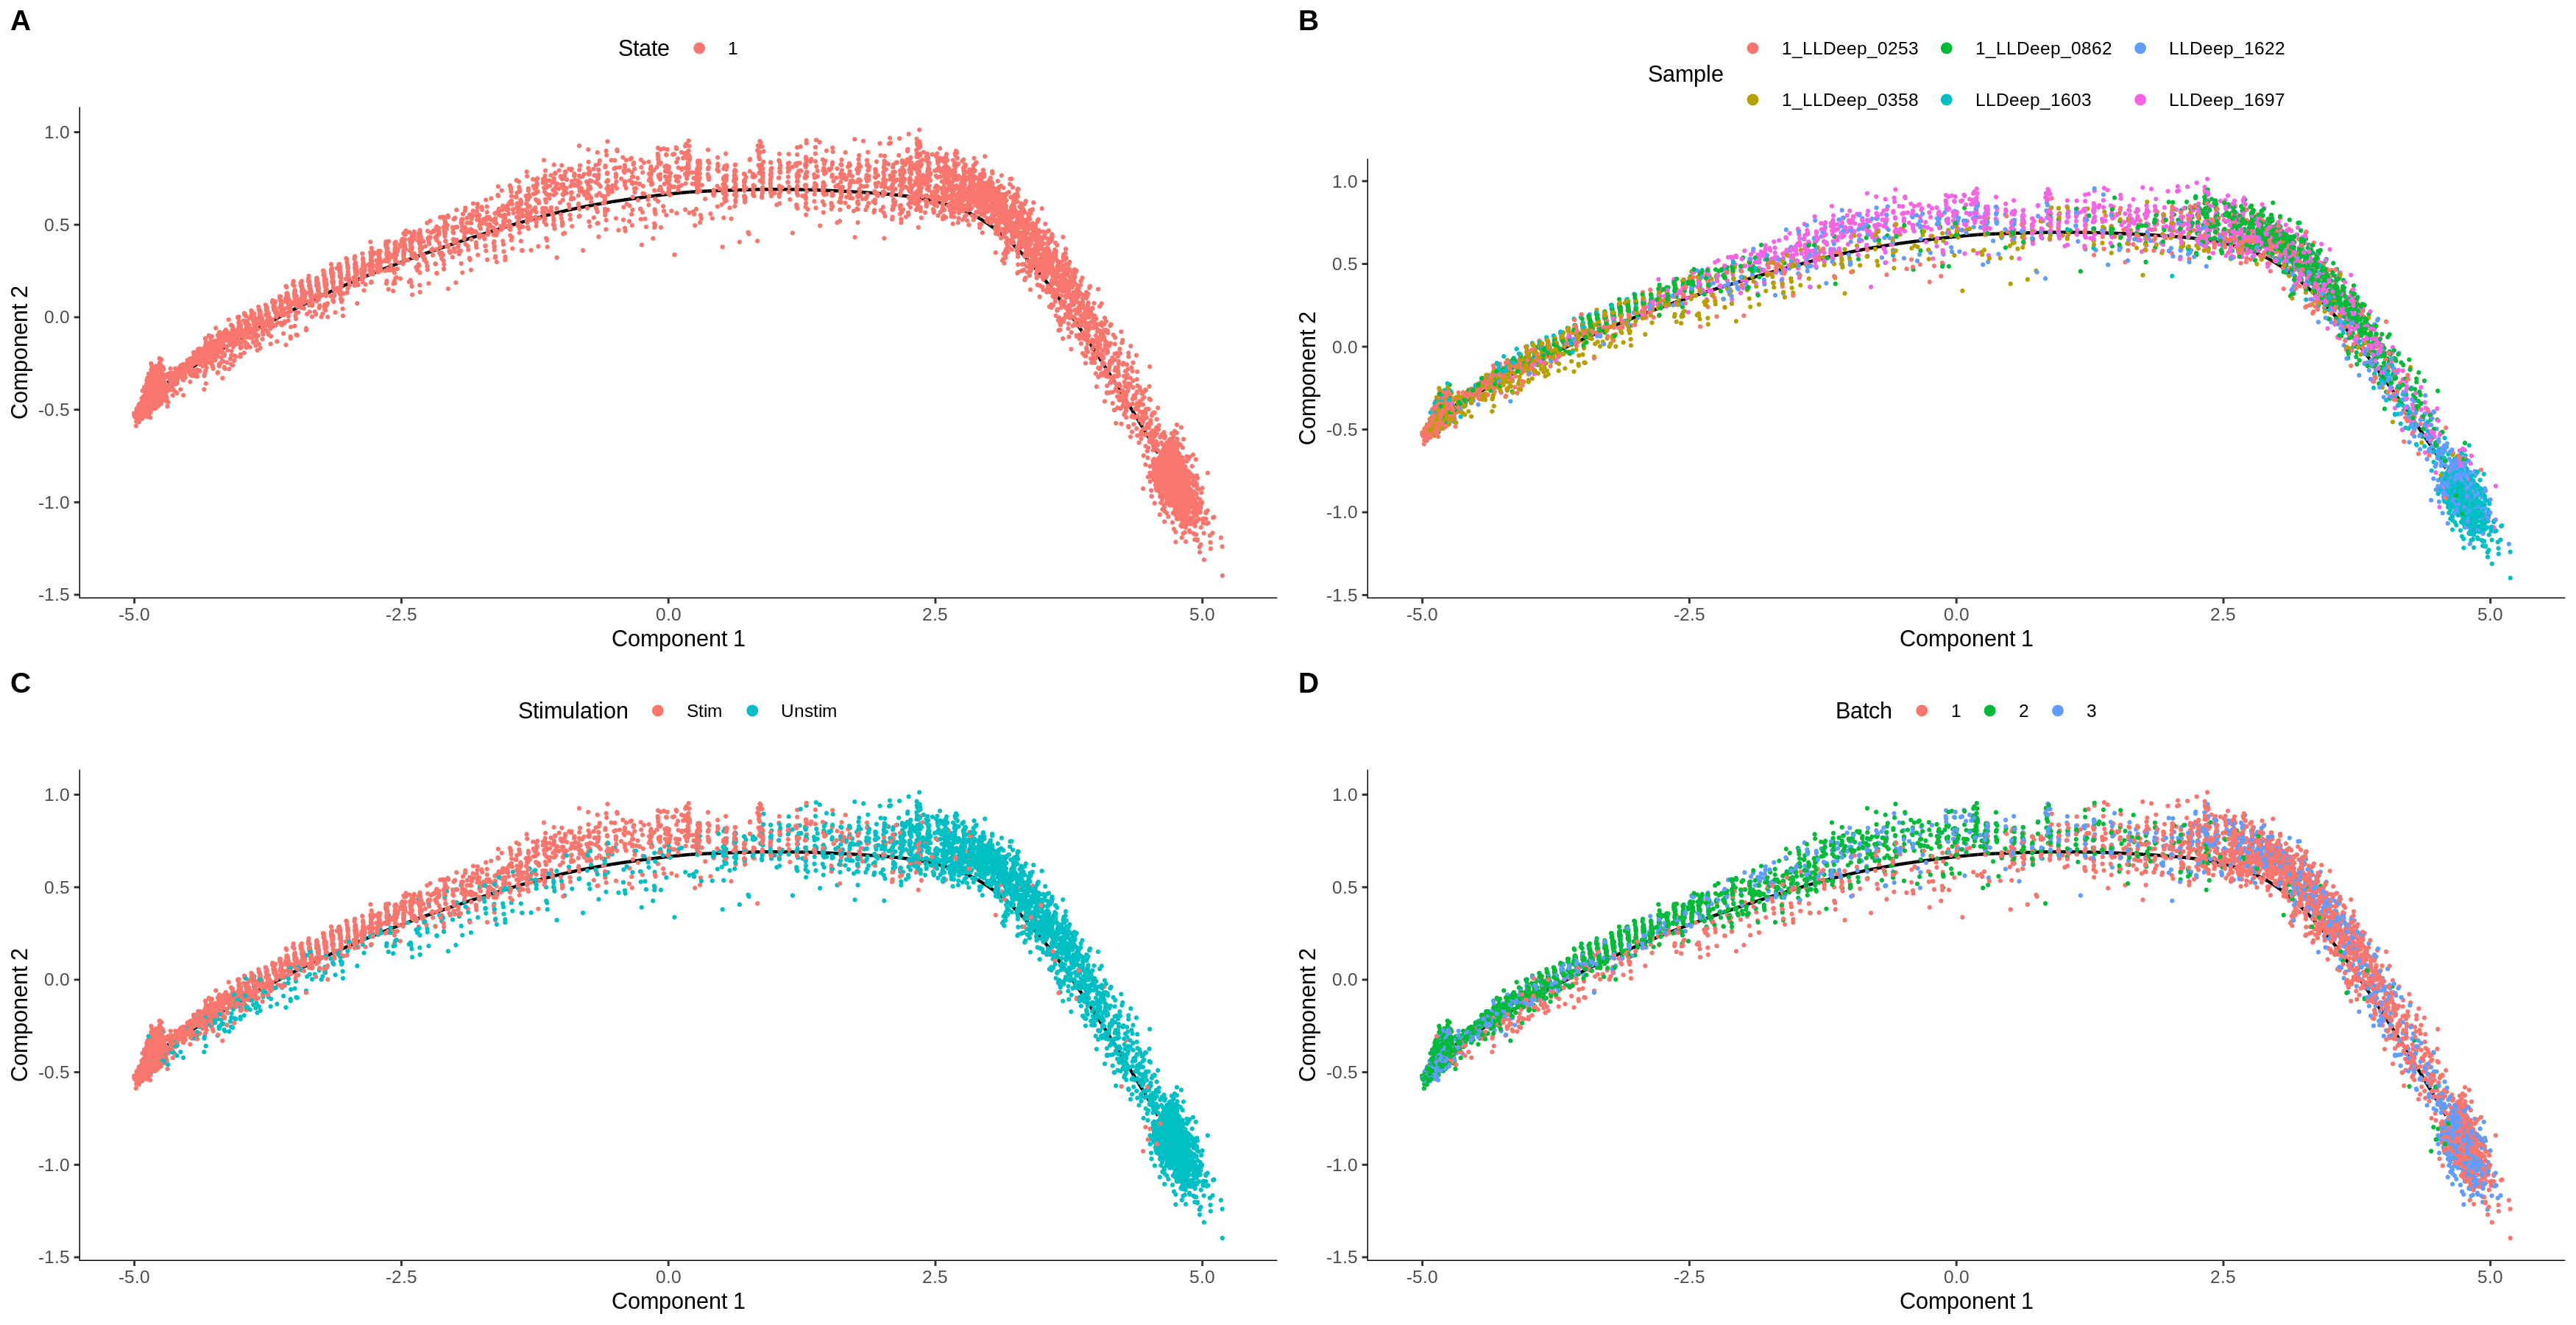 A
State 1
1.0
0.5
0.0
-0.5
-1.0
-1.5
Component 2
-5.0 -2.5 0.0 2.5 5.0
Component 1
B
Sample
1_LLDeep_0253 1_LLDeep_0862 LLDeep_1622
1_LLDeep_0358 LLDeep_1603 LLDeep_1697
1.0
0.5
0.0
-0.5
-1.0
-1.5
Component 2
-5.0 -2.5 0.0 2.5 5.0
Component 1
C
Stimulation Stim Unstim
1.0
0.5
0.0
-0.5
-1.0
-1.5
Component 2
-5.0 -2.5 0.0 2.5 5.0
Component 1
D
Batch 1 2 3
1.0
0.5
0.0
-0.5
-1.0
-1.5
Component 2
-5.0 -2.5 0.0 2.5 5.0
Component 1